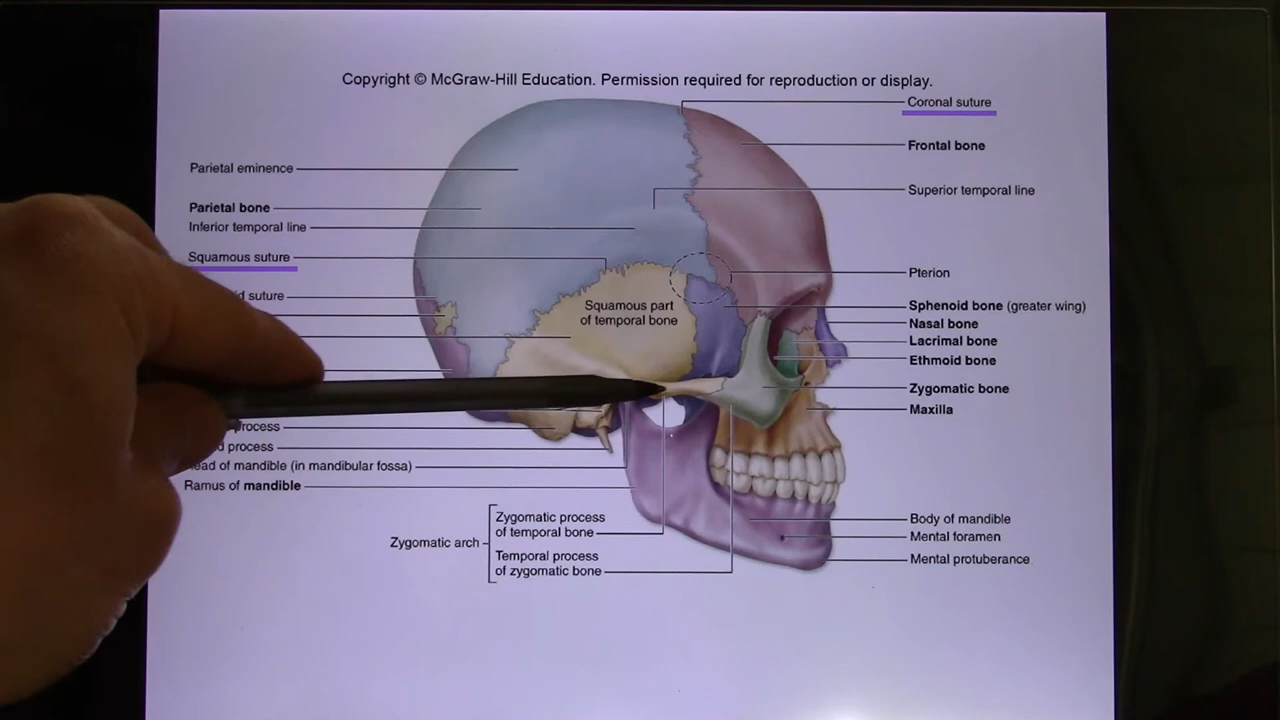 Copyright © McGraw-Hill Education. Permission required for reproduction or display.
Parietal eminence
Parietal bone
Inferior temporal line
Squamous suture
suture
process
process
ead of mandible (in mandibular fossa)
Ramus of mandible
Squamous part
of temporal bone
Zygomatic arch
Zygomatic process
of temporal bone
Temporal process
of zygomatic bone
Coronal suture
Frontal bone
Superior temporal line
Pterion
Sphenoid bone (greater wing)
Nasal bone
Lacrimal bone
Ethmoid bone
Zygomatic bone
Maxilla
Body of mandible
Mental foramen
Mental protuberance